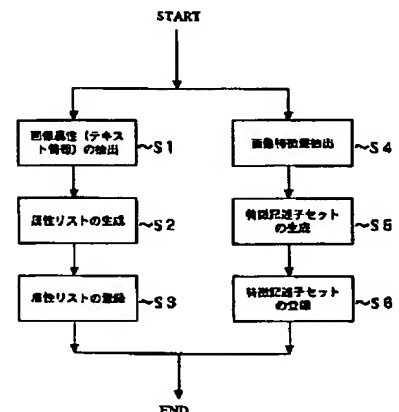 START
画像属性（テキス
ト情報）の抽出
~S1
画像特徴量抽出
~S4
属性リストの生成
~S2
特徴記述子セット
の生成
~S5
属性リストの登録
~S3
特徴記述子セット
の登録
~S6
END